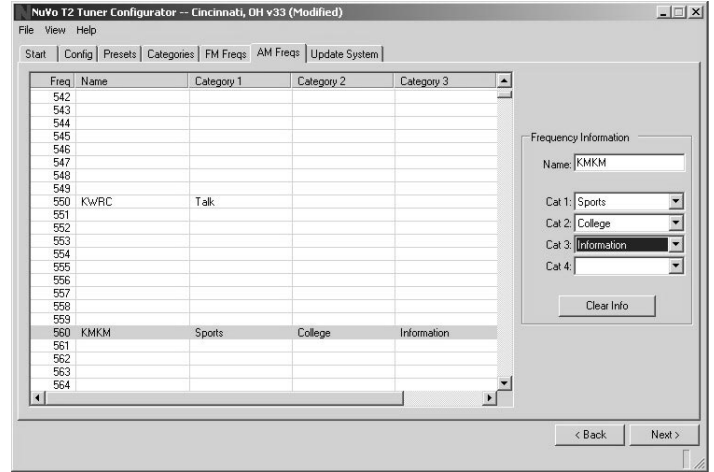 NuVo T2 Tuner Configurator -- Cincinnati, OH v33 (Modified)
File View Help
Start Config Presets Categories FM Freqs AM Freqs Update System
Freq Name Category 1 Category 2 Category 3
542
543
544
545
546
547
548
549
550 KWRC Talk
551
552
553
554
555
556
557
558
559
560 KMKM Sports College Information
561
562
563
564
Frequency Information
Name: KMKM
Cat 1: Sports
Cat 2: College
Cat 3: Information
Cat 4:
Clear Info
< Back Next >